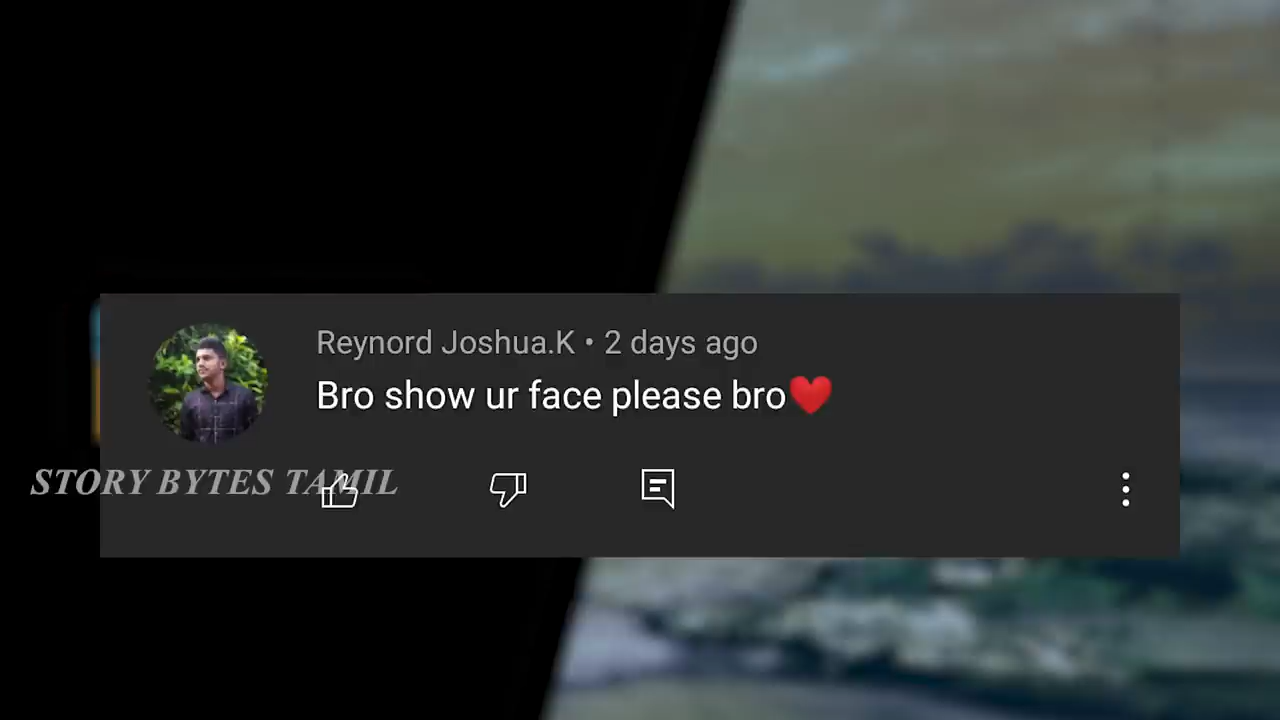 Reynord Joshua.K • 2 days ago
Bro show ur face please bro❤️
STORY BYTES TAMIL